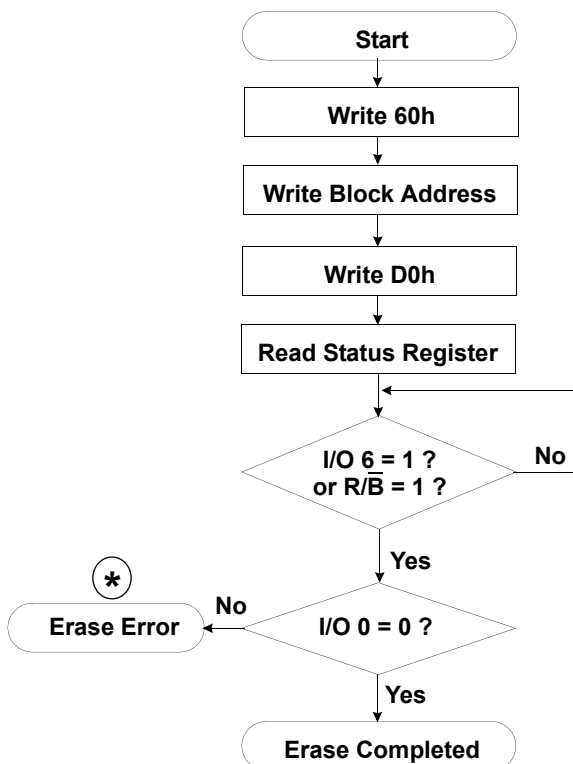 Start
Write 60h
Write Block Address
Write D0h
Read Status Register
I/O 6 = 1 ?
or R/B̅ = 1 ?
No
Yes
*
No
Erase Error
I/O 0 = 0 ?
Yes
Erase Completed